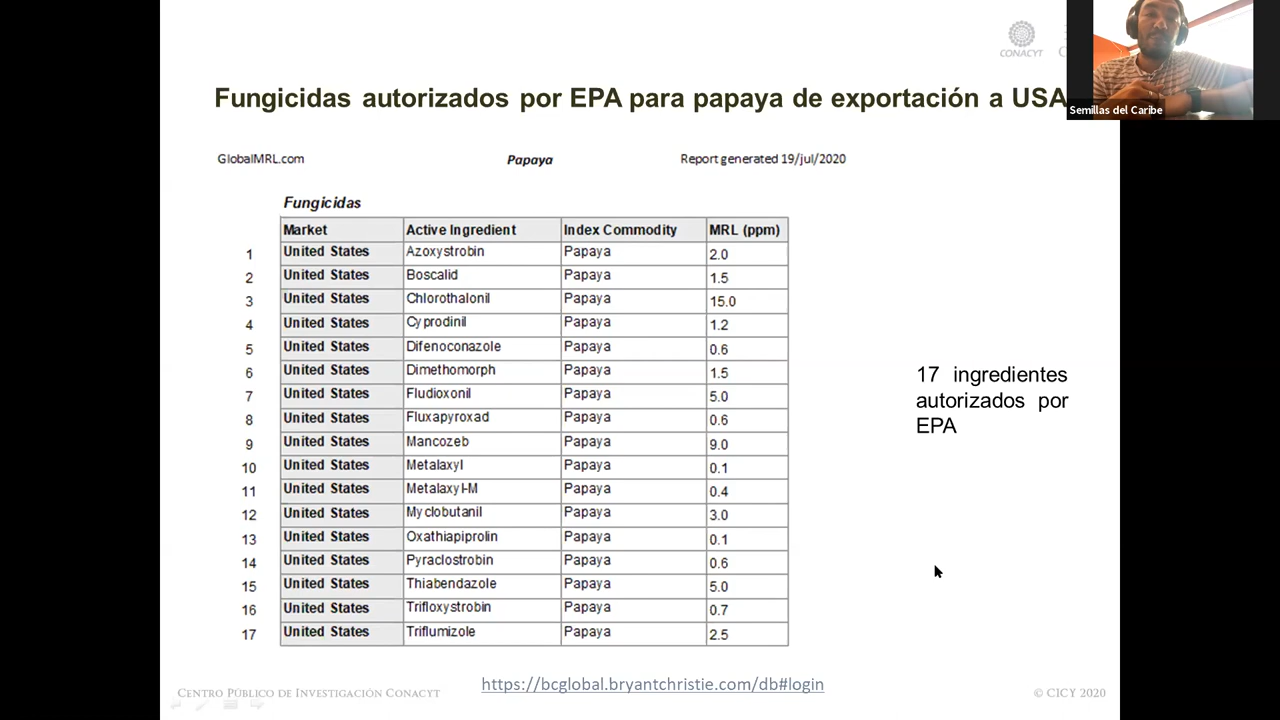 CONACYT
Semillas del Caribe
Fungicidas autorizados por EPA para papaya de exportación a USA
GlobalMRL.com Papaya Report generated 19/jul/2020
Fungicidas
Market Active Ingredient Index Commodity MRL (ppm)
1 United States Azoxystrobin Papaya 2.0
2 United States Boscalid Papaya 1.5
3 United States Chlorothalonil Papaya 15.0
4 United States Cyprodinil Papaya 1.2
5 United States Difenoconazole Papaya 0.6
6 United States Dimethomorph Papaya 1.5
7 United States Fludioxonil Papaya 5.0
8 United States Fluxapyroxad Papaya 0.6
9 United States Mancozeb Papaya 9.0
10 United States Metalaxyl Papaya 0.1
11 United States Metalaxyl-M Papaya 0.4
12 United States Myclobutanil Papaya 3.0
13 United States Oxathiapiprolin Papaya 0.1
14 United States Pyraclostrobin Papaya 0.6
15 United States Thiabendazole Papaya 5.0
16 United States Trifloxystrobin Papaya 0.7
17 United States Triflumizole Papaya 2.5
17 ingredientes
autorizados por
EPA
https://bcglobal.bryantchristie.com/db#login
CENTRO PÚBLICO DE INVESTIGACIÓN CONACYT
© CICY 2020